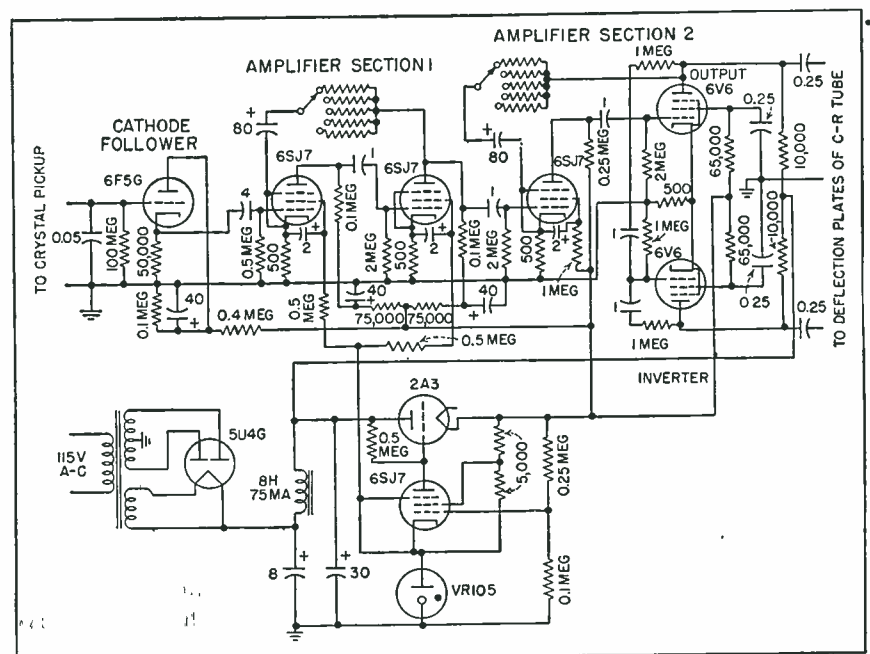 AMPLIFIER SECTION 2
AMPLIFIER SECTION 1
1 MEG
OUTPUT
6V6
0.25
CATHODE
FOLLOWER
6F5G
+
80
6SJ7
1
6SJ7
+
80
6SJ7
1
0.25 MEG
2 MEG
0.25
65,000
10,000
TO CRYSTAL PICKUP
0.05
100 MEG
50,000
4
0.5 MEG
500
2
+
0.1 MEG
2 MEG
500
2
+
0.1 MEG
1
2 MEG
500
2
+
1 MEG
500
1
1 MEG
6V6
65,000
10,000
0.25
TO DEFLECTION PLATES OF C-R TUBE
0.1 MEG
40
+
0.4 MEG
0.5
MEG
40
+
75,000
75,000
+
40
0.5 MEG
1
1 MEG
0.25
INVERTER
2A3
115V
A-C
5U4G
8H
75MA
0.5
MEG
6SJ7
5,000
0.25 MEG
8
+
+
30
VR105
0.1 MEG